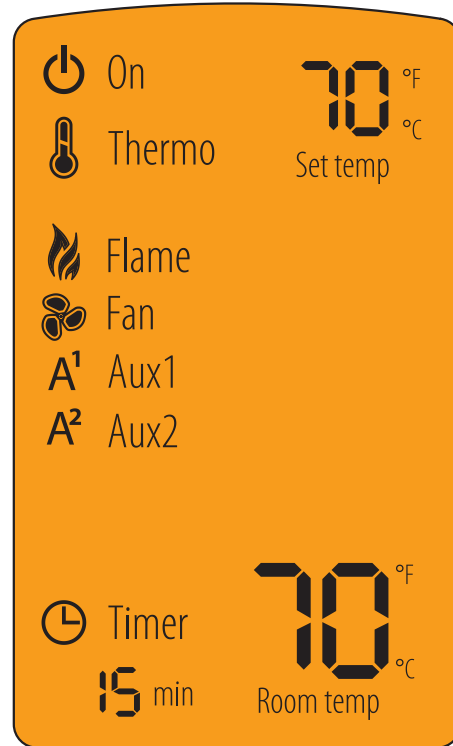 On
70 °F
°C
Set temp
Thermo
Flame
Fan
A¹ Aux1
A² Aux2
70 °F
°C
Room temp
Timer
15 min